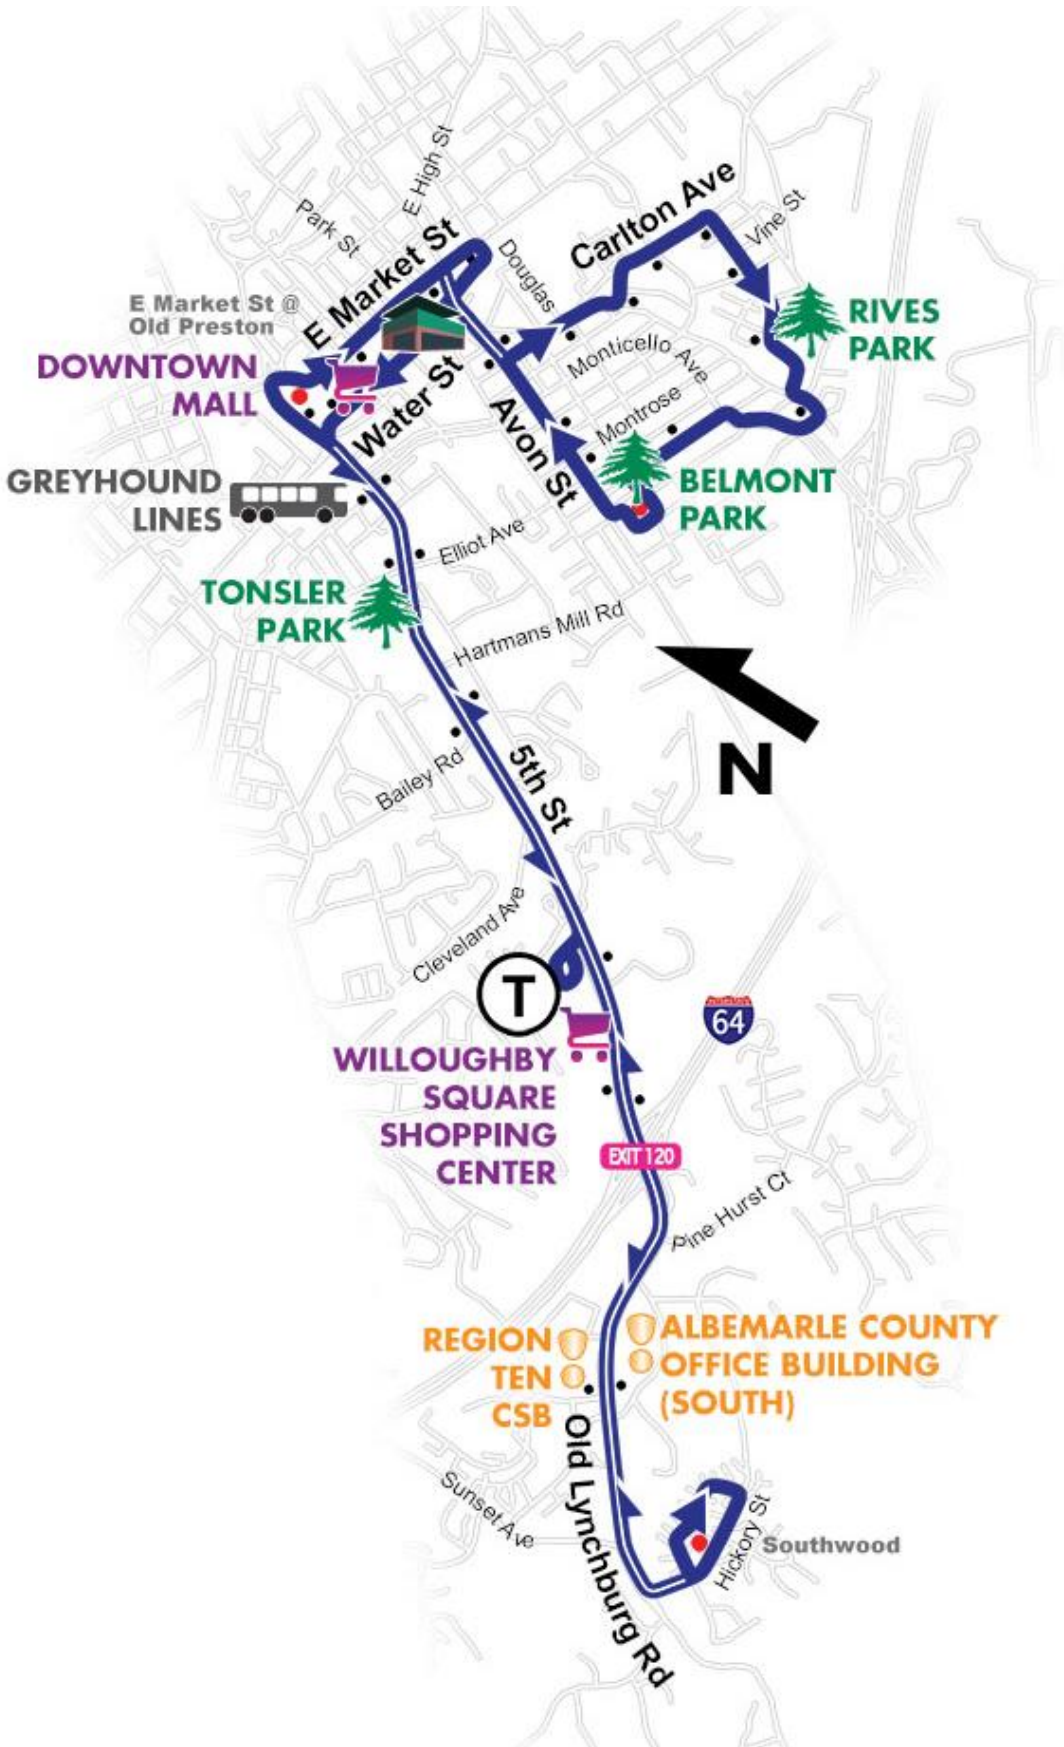 E High St
Park St
E Market St
Douglas
Carlton Ave
Vine St
E Market St @
Old Preston
DOWNTOWN
MALL
RIVES
PARK
Monticello Ave
Water St
Montrose
Avon St
GREYHOUND
LINES
BELMONT
PARK
Elliot Ave
TONSLER
PARK
Hartmans Mill Rd
N
5th St
Bailey Rd
Cleveland Ave
T
64
WILLOUGHBY
SQUARE
SHOPPING
CENTER
EXIT 120
Pine Hurst Ct
REGION
TEN
CSB
ALBEMARLE COUNTY
OFFICE BUILDING
(SOUTH)
Old Lynchburg Rd
Sunset Ave
Hickory St
Southwood